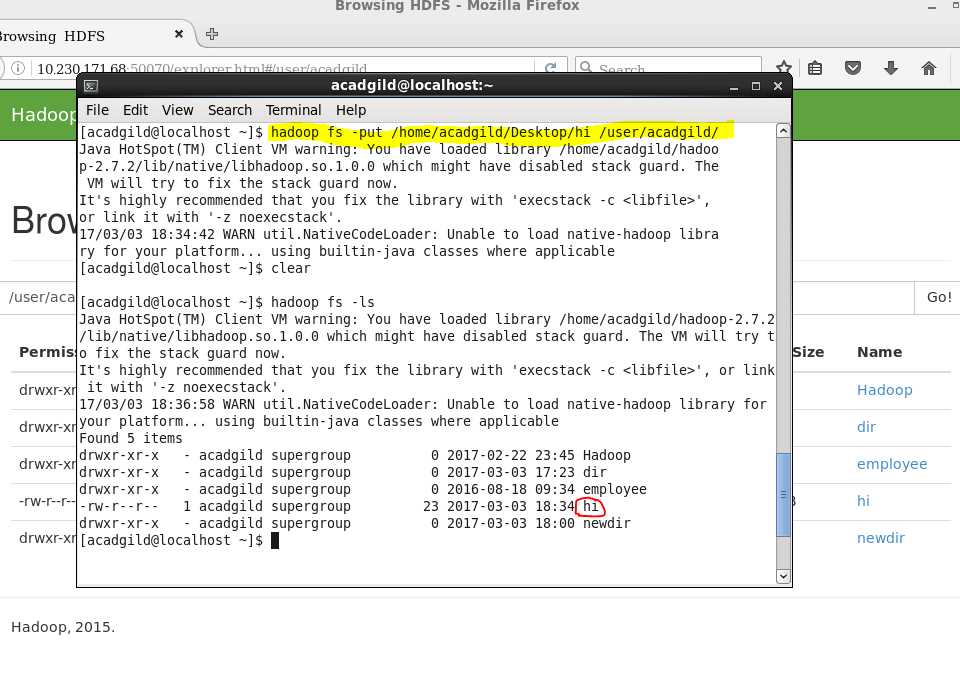 Browsing HDFS - Mozilla Firefox
Browsing HDFS
10.230.171.68:50070/explorer.html#/user/acadgild
Search
acadgild@localhost:~
File Edit View Search Terminal Help
Hadoop
[acadgild@localhost ~]$ hadoop fs -put /home/acadgild/Desktop/hi /user/acadgild/
Java HotSpot(TM) Client VM warning: You have loaded library /home/acadgild/hadoo
p-2.7.2/lib/native/libhadoop.so.1.0.0 which might have disabled stack guard. The
 VM will try to fix the stack guard now.
It's highly recommended that you fix the library with 'execstack -c <libfile>',
or link it with '-z noexecstack'.
17/03/03 18:34:42 WARN util.NativeCodeLoader: Unable to load native-hadoop libra
ry for your platform... using builtin-java classes where applicable
[acadgild@localhost ~]$ clear
[acadgild@localhost ~]$ hadoop fs -ls
Java HotSpot(TM) Client VM warning: You have loaded library /home/acadgild/hadoop-2.7.2
/lib/native/libhadoop.so.1.0.0 which might have disabled stack guard. The VM will try t
o fix the stack guard now.
It's highly recommended that you fix the library with 'execstack -c <libfile>', or link
 it with '-z noexecstack'.
17/03/03 18:36:58 WARN util.NativeCodeLoader: Unable to load native-hadoop library for
your platform... using builtin-java classes where applicable
Found 5 items
drwxr-xr-x   - acadgild supergroup          0 2017-02-22 23:45 Hadoop
drwxr-xr-x   - acadgild supergroup          0 2017-03-03 17:23 dir
drwxr-xr-x   - acadgild supergroup          0 2016-08-18 09:34 employee
-rw-r--r--   1 acadgild supergroup         23 2017-03-03 18:34 hi
drwxr-xr-x   - acadgild supergroup          0 2017-03-03 18:00 newdir
[acadgild@localhost ~]$
Brow
/user/aca
Go!
Permis Size Name
drwxr-xr Hadoop
drwxr-xr dir
drwxr-xr employee
-rw-r--r-- hi
drwxr-xr newdir
Hadoop, 2015.